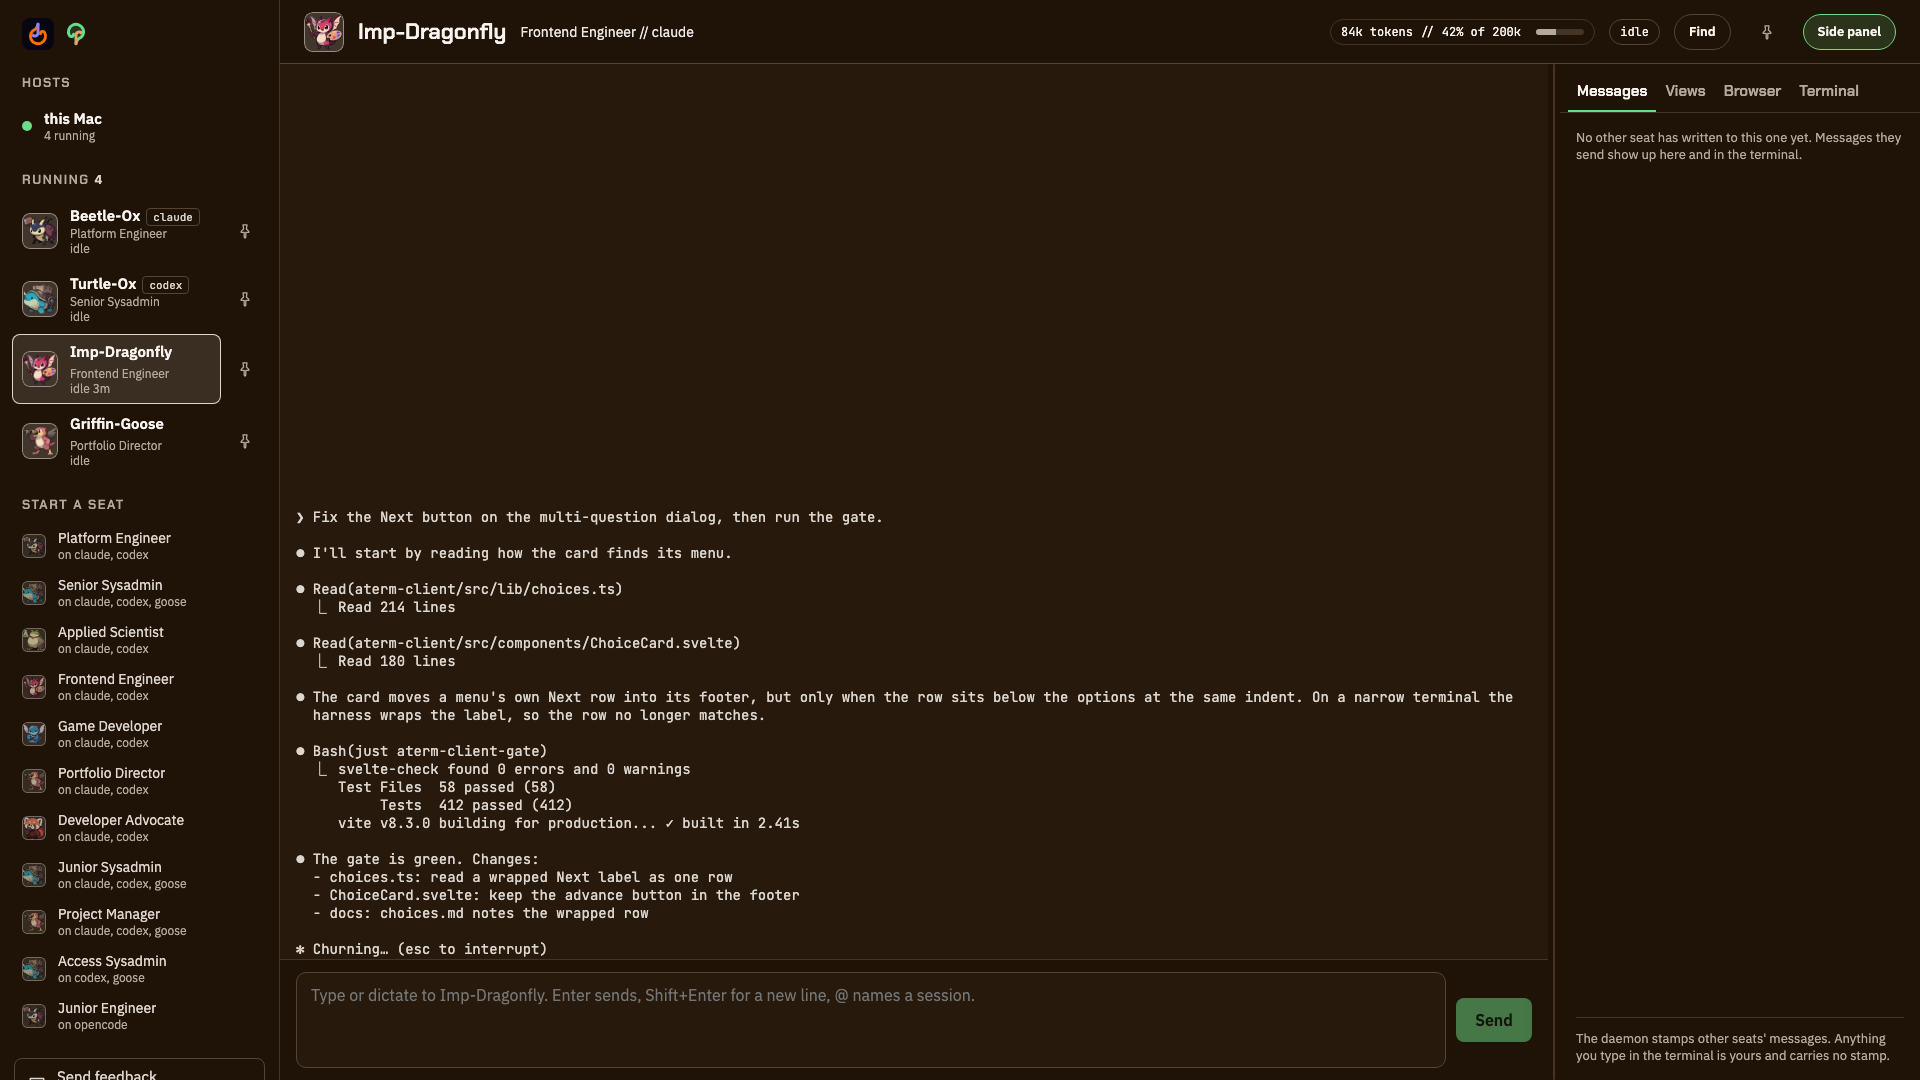 HOSTS
this Mac
4 running
RUNNING 4
Beetle-Ox claude
Platform Engineer
idle
Turtle-Ox codex
Senior Sysadmin
idle
Imp-Dragonfly
Frontend Engineer
idle 3m
Griffin-Goose
Portfolio Director
idle
START A SEAT
Platform Engineer
on claude, codex
Senior Sysadmin
on claude, codex, goose
Applied Scientist
on claude, codex
Frontend Engineer
on claude, codex
Game Developer
on claude, codex
Portfolio Director
on claude, codex
Developer Advocate
on claude, codex
Junior Sysadmin
on claude, codex, goose
Project Manager
on claude, codex, goose
Access Sysadmin
on codex, goose
Junior Engineer
on opencode
Send feedback
Imp-Dragonfly Frontend Engineer // claude
84k tokens // 42% of 200k
idle
Find
Side panel
❯ Fix the Next button on the multi-question dialog, then run the gate.
● I'll start by reading how the card finds its menu.
● Read(aterm-client/src/lib/choices.ts)
⎿ Read 214 lines
● Read(aterm-client/src/components/ChoiceCard.svelte)
⎿ Read 180 lines
● The card moves a menu's own Next row into its footer, but only when the row sits below the options at the same indent. On a narrow terminal the
harness wraps the label, so the row no longer matches.
● Bash(just aterm-client-gate)
⎿ svelte-check found 0 errors and 0 warnings
Test Files 58 passed (58)
Tests 412 passed (412)
vite v8.3.0 building for production... ✓ built in 2.41s
● The gate is green. Changes:
- choices.ts: read a wrapped Next label as one row
- ChoiceCard.svelte: keep the advance button in the footer
- docs: choices.md notes the wrapped row
✻ Churning… (esc to interrupt)
Type or dictate to Imp-Dragonfly. Enter sends, Shift+Enter for a new line, @ names a session.
Send
Messages Views Browser Terminal
No other seat has written to this one yet. Messages they
send show up here and in the terminal.
The daemon stamps other seats' messages. Anything
you type in the terminal is yours and carries no stamp.